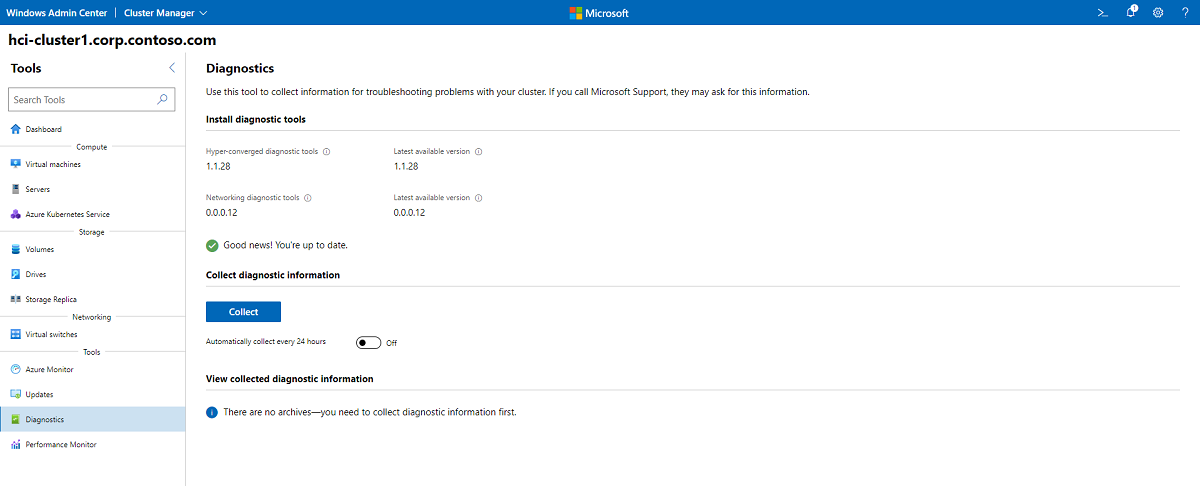 Windows Admin Center | Cluster Manager
Microsoft
1
hci-cluster1.corp.contoso.com
Tools
Search Tools
Dashboard
Compute
Virtual machines
Servers
Azure Kubernetes Service
Storage
Volumes
Drives
Storage Replica
Networking
Virtual switches
Tools
Azure Monitor
Updates
Diagnostics
Performance Monitor
Diagnostics
Use this tool to collect information for troubleshooting problems with your cluster. If you call Microsoft Support, they may ask for this information.
Install diagnostic tools
Hyper-converged diagnostic tools Latest available version
1.1.28 1.1.28
Networking diagnostic tools Latest available version
0.0.0.12 0.0.0.12
Good news! You're up to date.
Collect diagnostic information
Collect
Automatically collect every 24 hours Off
View collected diagnostic information
There are no archives—you need to collect diagnostic information first.